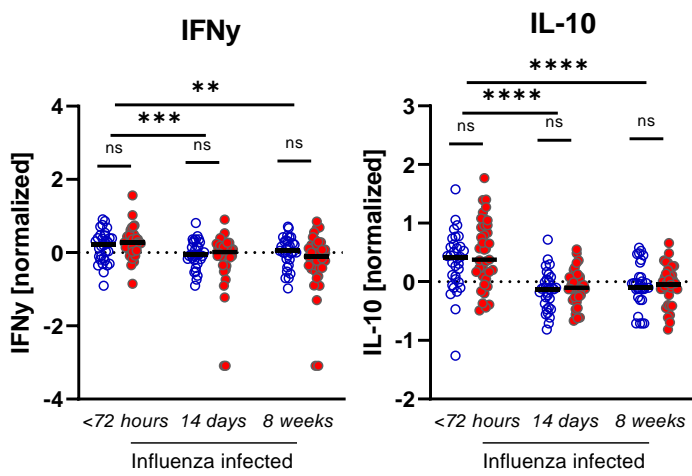 IFNy
IL-10
**
***
ns
ns
ns
4
2
0
-2
-4
IFNy [normalized]
<72 hours
14 days
8 weeks
Influenza infected
****
****
ns
ns
ns
3
2
1
0
-1
-2
IL-10 [normalized]
<72 hours
14 days
8 weeks
Influenza infected